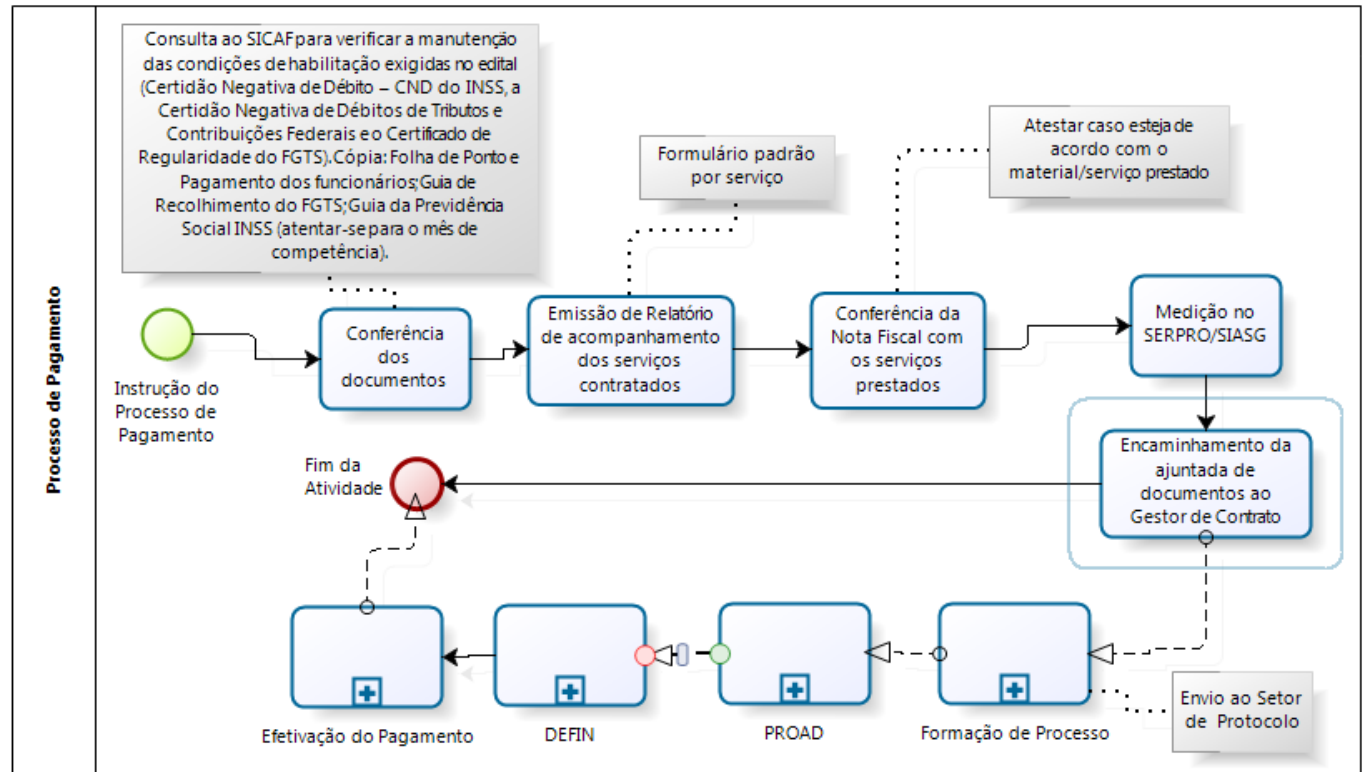 Processo de Pagamento
Consulta ao SICAF para verificar a manutenção
das condições de habilitação exigidas no edital
(Certidão Negativa de Débito – CND do INSS, a
Certidão Negativa de Débitos de Tributos e
Contribuições Federais e o Certificado de
Regularidade do FGTS).Cópia: Folha de Ponto e
Pagamento dos funcionários;Guia de
Recolhimento do FGTS;Guia da Previdência
Social INSS (atentar-se para o mês de
competência).
Formulário padrão
por serviço
Atestar caso esteja de
acordo com o
material/serviço prestado
Instrução do
Processo de
Pagamento
Conferência
dos
documentos
Emissão de Relatório
de acompanhamento
dos serviços
contratados
Conferência da
Nota Fiscal com
os serviços
prestados
Medição no
SERPRO/SIASG
Encaminhamento da
ajuntada de
documentos ao
Gestor de Contrato
Fim da
Atividade
Efetivação do Pagamento
DEFIN
PROAD
Formação de Processo
Envio ao Setor
de Protocolo